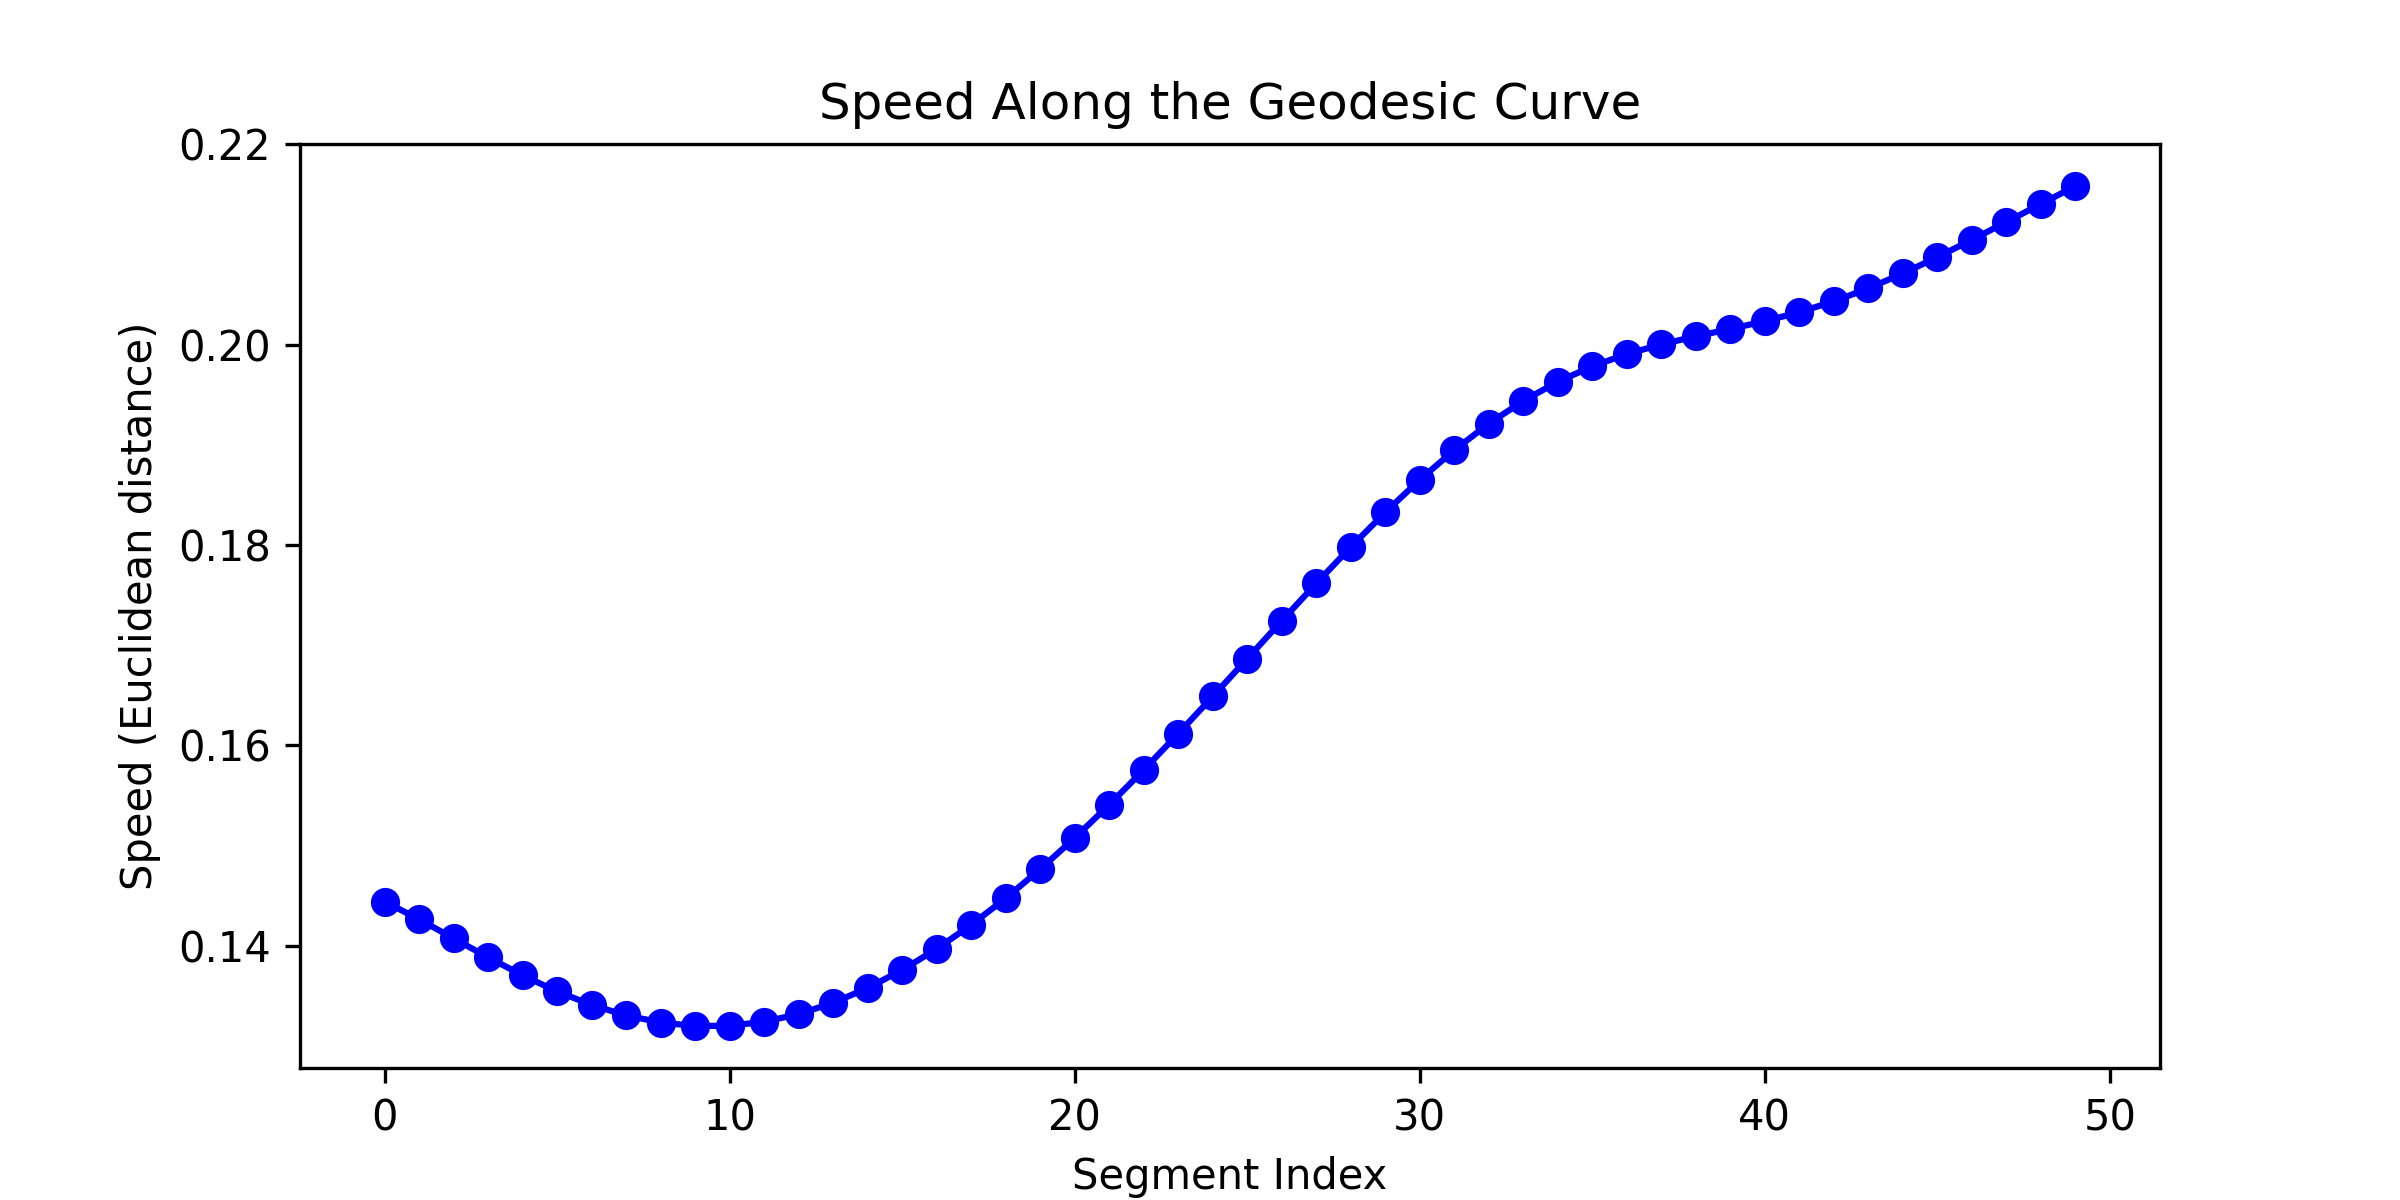 Speed Along the Geodesic Curve
0.22
0.20
0.18
0.16
0.14
Speed (Euclidean distance)
0 10 20 30 40 50
Segment Index